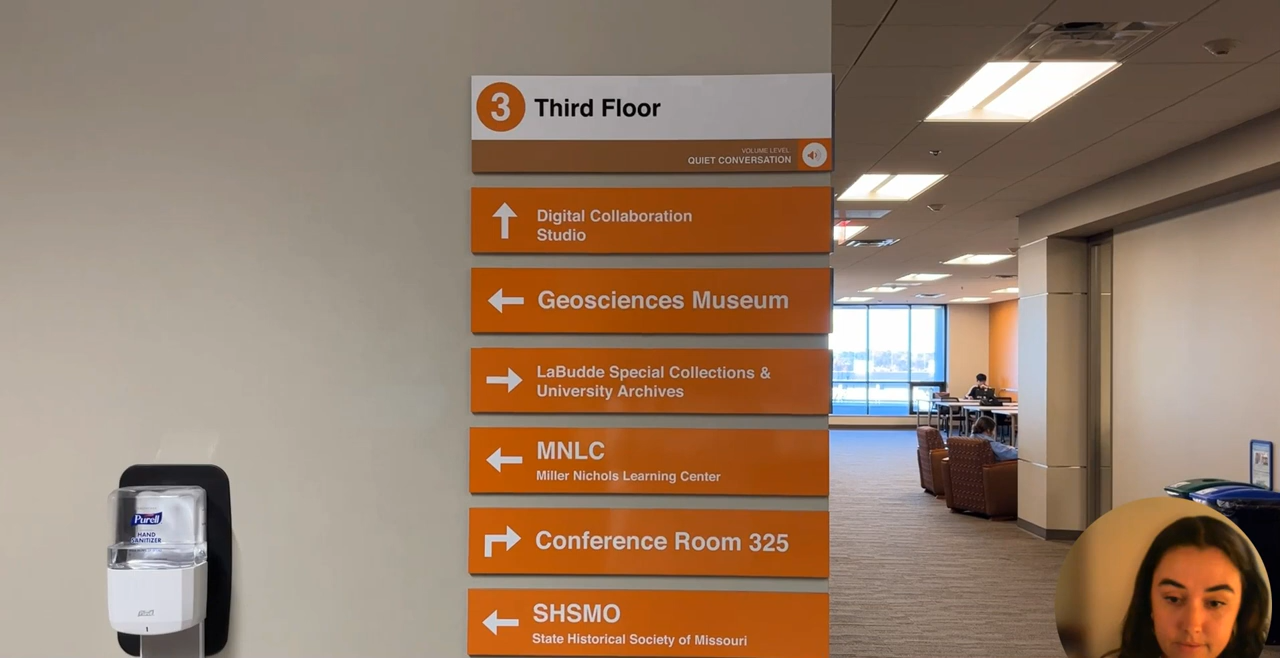 3 Third Floor
VOLUME LEVEL
QUIET CONVERSATION
Digital Collaboration
Studio
Geosciences Museum
LaBudde Special Collections &
University Archives
MNLC
Miller Nichols Learning Center
Conference Room 325
SHSMO
State Historical Society of Missouri
Purell
HAND
SANITIZER